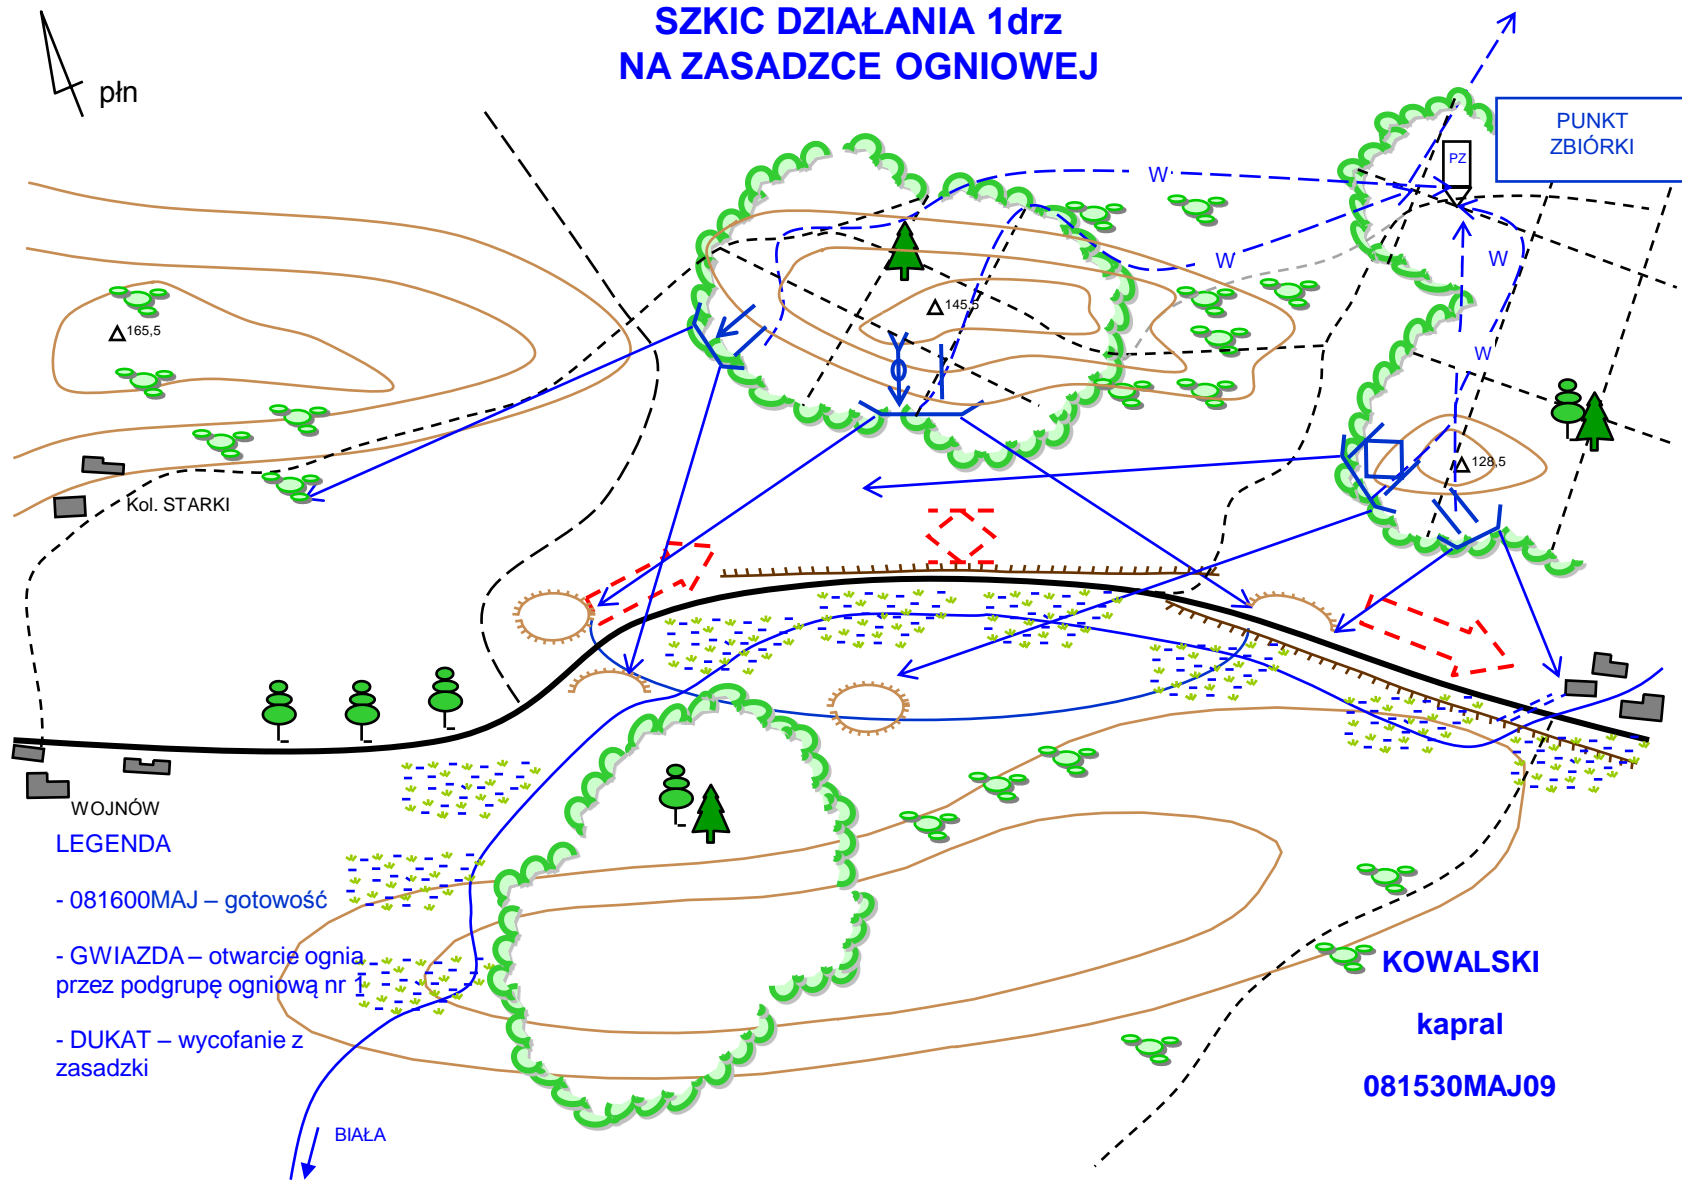 SZKIC DZIAŁANIA 1drz
NA ZASADZCE OGNIOWEJ
płn
PUNKT
ZBIÓRKI
PZ
W
W
W
W
165,5
145,5
128,5
Kol. STARKI
WOJNÓW
LEGENDA
- 081600MAJ – gotowość
- GWIAZDA – otwarcie ognia
przez podgrupę ogniową nr 1
- DUKAT – wycofanie z
zasadzki
KOWALSKI
kapral
081530MAJ09
BIAŁA